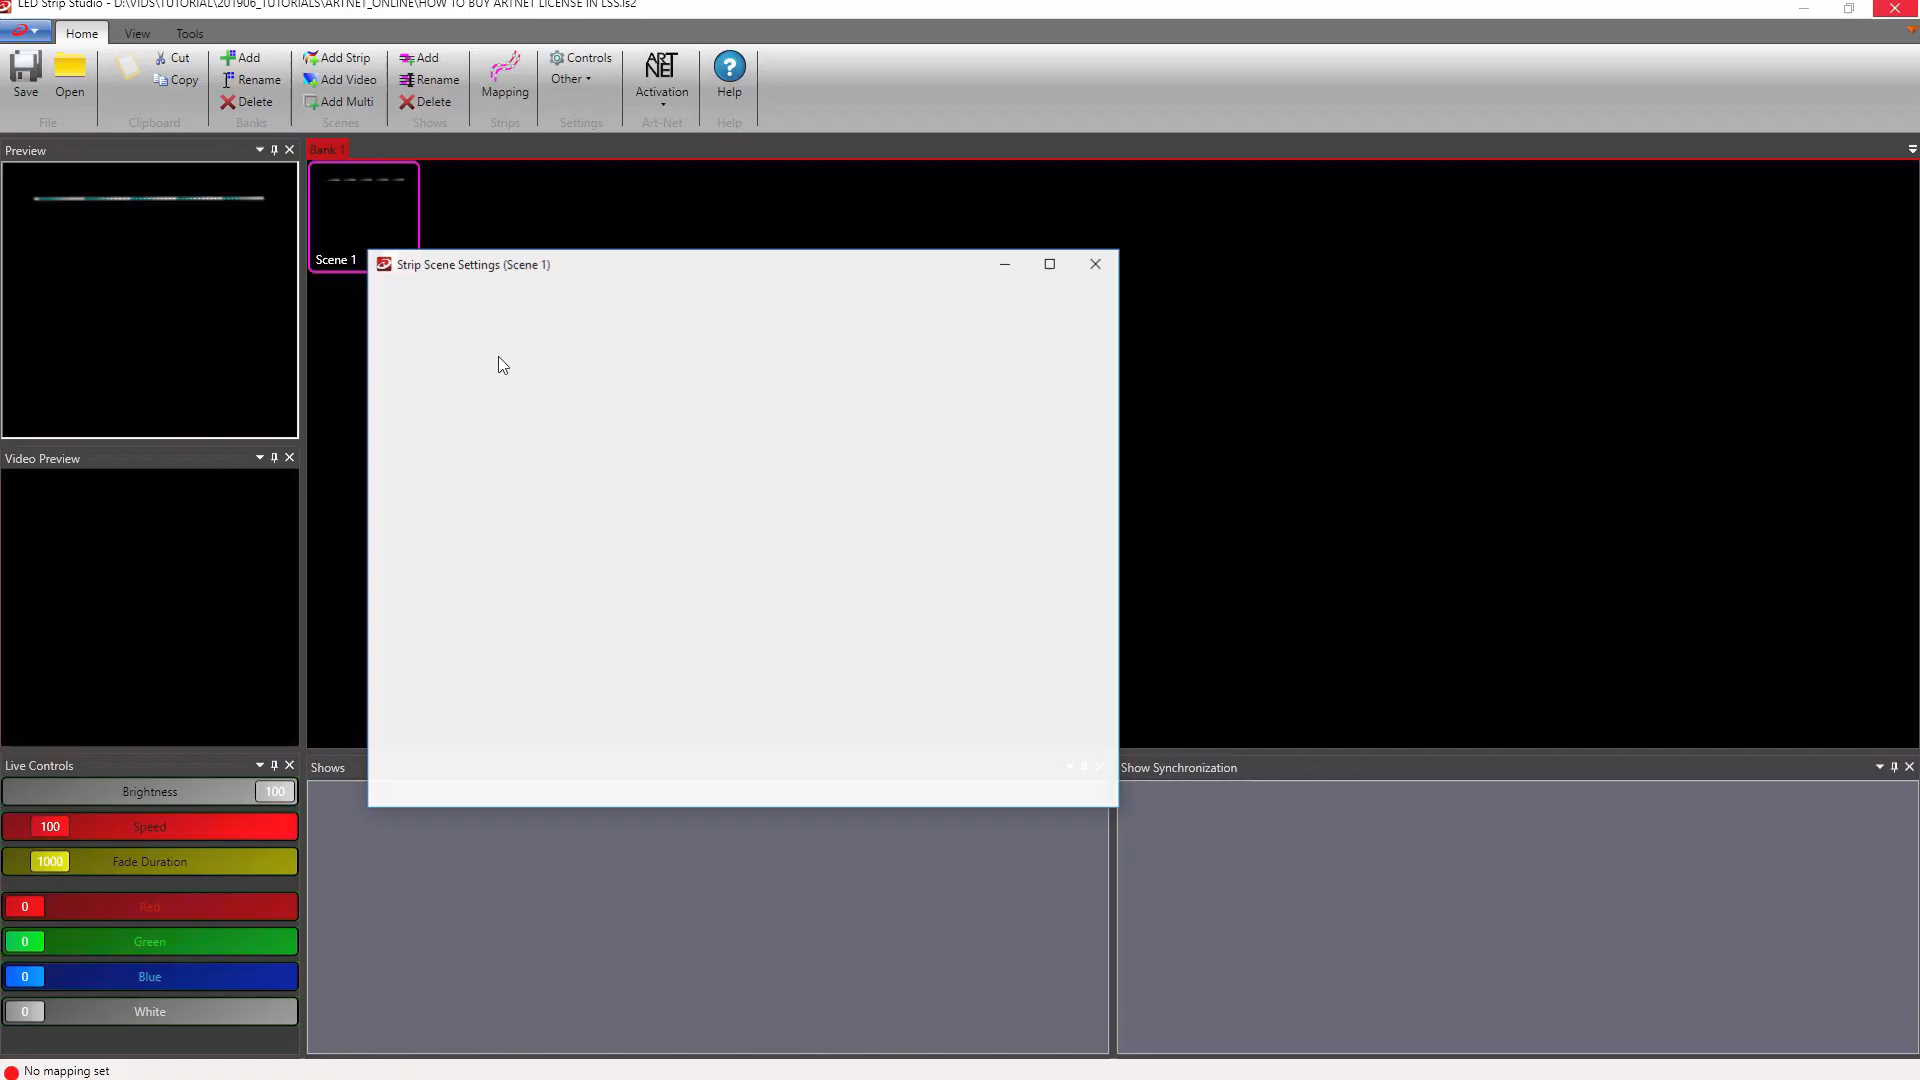 LED Strip Studio - D:\VIDS\TUTORIAL\201906_TUTORIALS\ARTNET_ONLINE\HOW TO BUY ARTNET LICENSE IN LSS.ls2
Home View Tools
Save
Open
File
Cut
Copy
Clipboard
Add
Rename
Delete
Banks
Add Strip
Add Video
Add Multi
Scenes
Add
Rename
Delete
Shows
Mapping
Strips
Controls
Other
Settings
ART
NET
Activation
Art-Net
?
Help
Help
Preview
Bank 1
Scene 1
Strip Scene Settings (Scene 1)
Video Preview
Live Controls
Brightness 100
100 Speed
1000 Fade Duration
0 Red
0 Green
0 Blue
0 White
Shows
Show Synchronization
No mapping set